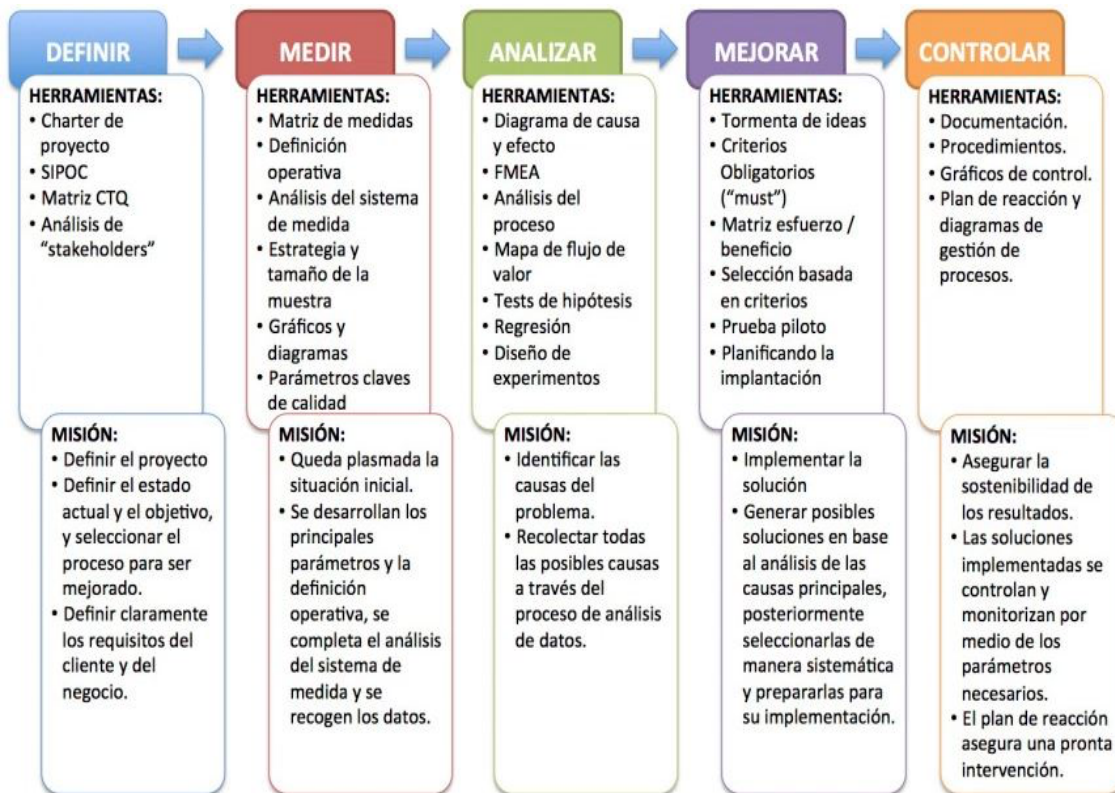 DEFINIR
MEDIR
ANALIZAR
MEJORAR
CONTROLAR
HERRAMIENTAS:
• Charter de
proyecto
• SIPOC
• Matriz CTQ
• Análisis de
“stakeholders”
MISIÓN:
• Definir el proyecto
• Definir el estado
actual y el objetivo,
y seleccionar el
proceso para ser
mejorado.
• Definir claramente
los requisitos del
cliente y del
negocio.
HERRAMIENTAS:
• Matriz de medidas
• Definición
operativa
• Análisis del sistema
de medida
• Estrategia y
tamaño de la
muestra
• Gráficos y
diagramas
• Parámetros claves
de calidad
MISIÓN:
• Queda plasmada la
situación inicial.
• Se desarrollan los
principales
parámetros y la
definición
operativa, se
completa el análisis
del sistema de
medida y se
recogen los datos.
HERRAMIENTAS:
• Diagrama de causa
y efecto
• FMEA
• Análisis del
proceso
• Mapa de flujo de
valor
• Tests de hipótesis
• Regresión
• Diseño de
experimentos
MISIÓN:
• Identificar las
causas del
problema.
• Recolectar todas
las posibles causas
a través del
proceso de análisis
de datos.
HERRAMIENTAS:
• Tormenta de ideas
• Criterios
Obligatorios
(“must”)
• Matriz esfuerzo /
beneficio
• Selección basada
en criterios
• Prueba piloto
• Planificando la
implantación
MISIÓN:
• Implementar la
solución
• Generar posibles
soluciones en base
al análisis de las
causas principales,
posteriormente
seleccionarlas de
manera sistemática
y prepararlas para
su implementación.
HERRAMIENTAS:
• Documentación.
• Procedimientos.
• Gráficos de control.
• Plan de reacción y
diagramas de
gestión de
procesos.
MISIÓN:
• Asegurar la
sostenibilidad de
los resultados.
• Las soluciones
implementadas se
controlan y
monitorizan por
medio de los
parámetros
necesarios.
• El plan de reacción
asegura una pronta
intervención.